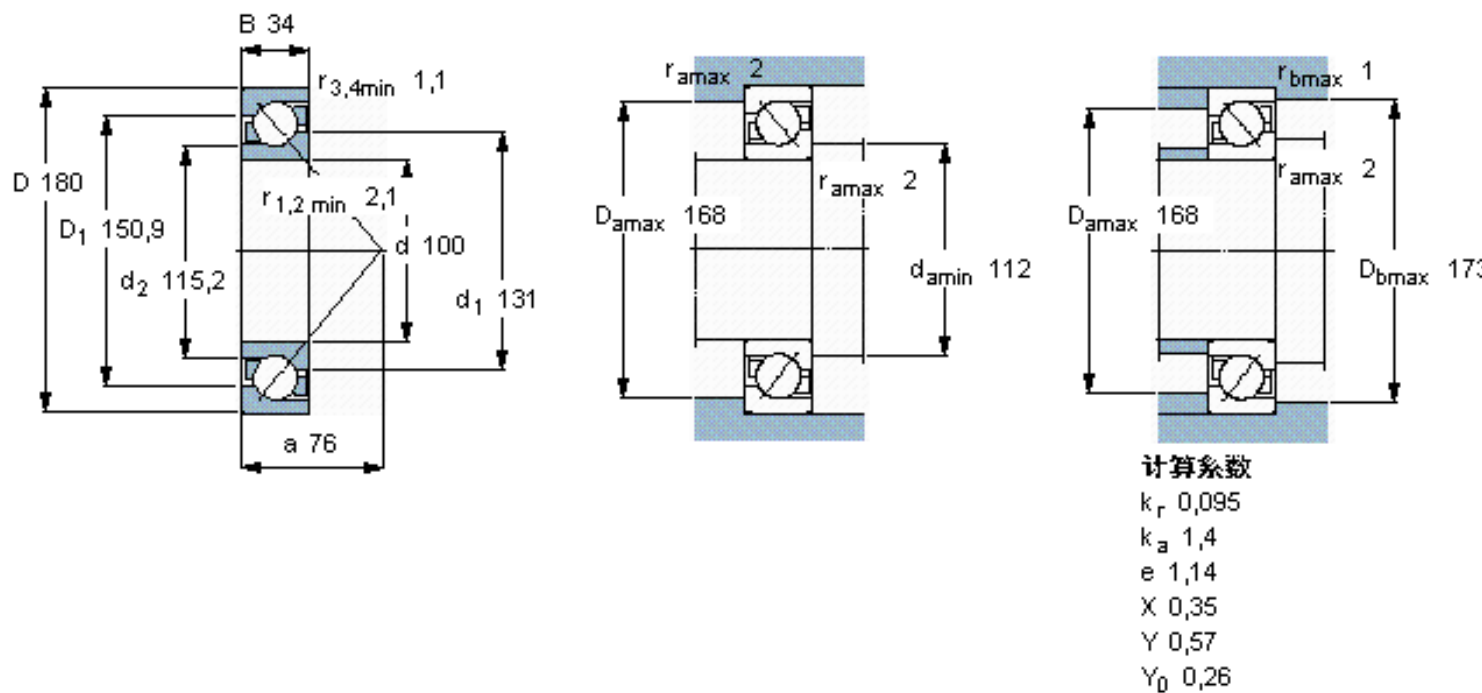 B 34
r3,4min 1,1
D 180
D1 150,9
d2 115,2
r1,2 min 2,1
d 100
d1 131
a 76
ramax 2
ramax 2
Damax 168
damin 112
rbmax 1
ramax 2
Damax 168
Dbmax 173
计算系数
kr 0,095
ka 1,4
e 1,14
X 0,35
Y 0,57
Y0 0,26